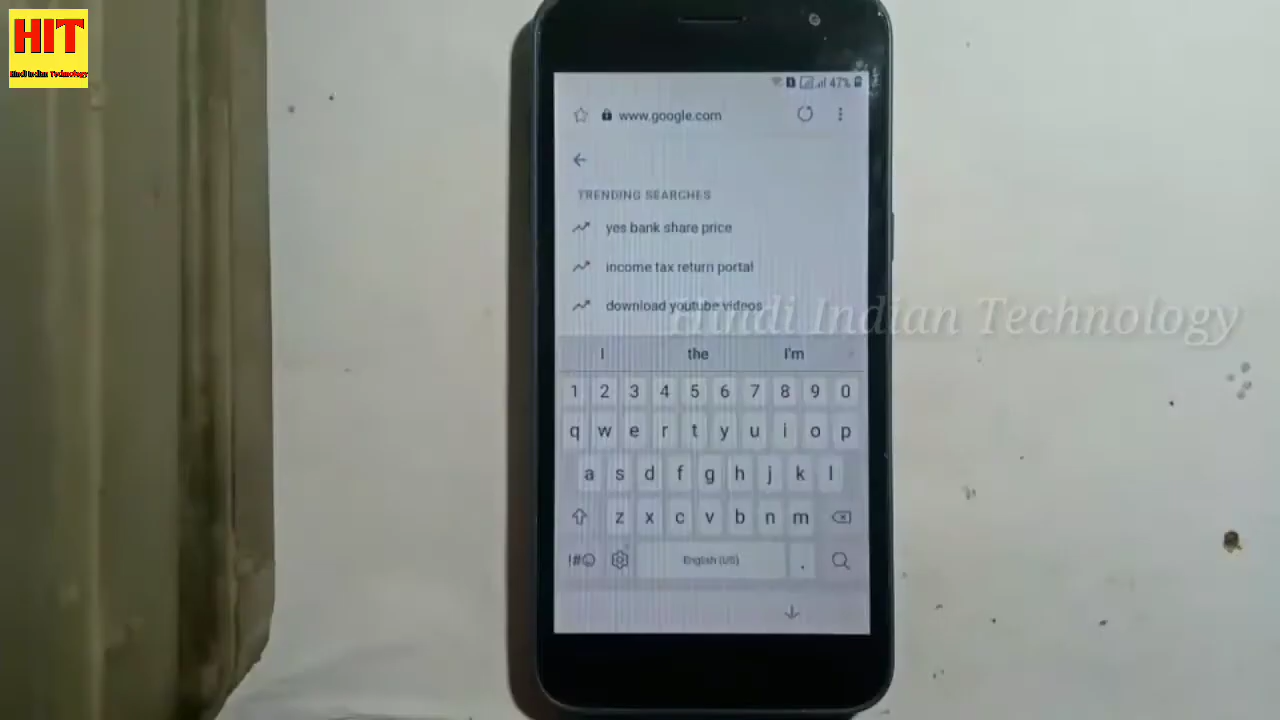 HIT
Hindi Indian Technology
47%
www.google.com
TRENDING SEARCHES
yes bank share price
income tax return portal
download youtube videos
Hindi Indian Technology
I the I'm
1 2 3 4 5 6 7 8 9 0
q w e r t y u i o p
a s d f g h j k l
z x c v b n m
!#☺ English (US) .